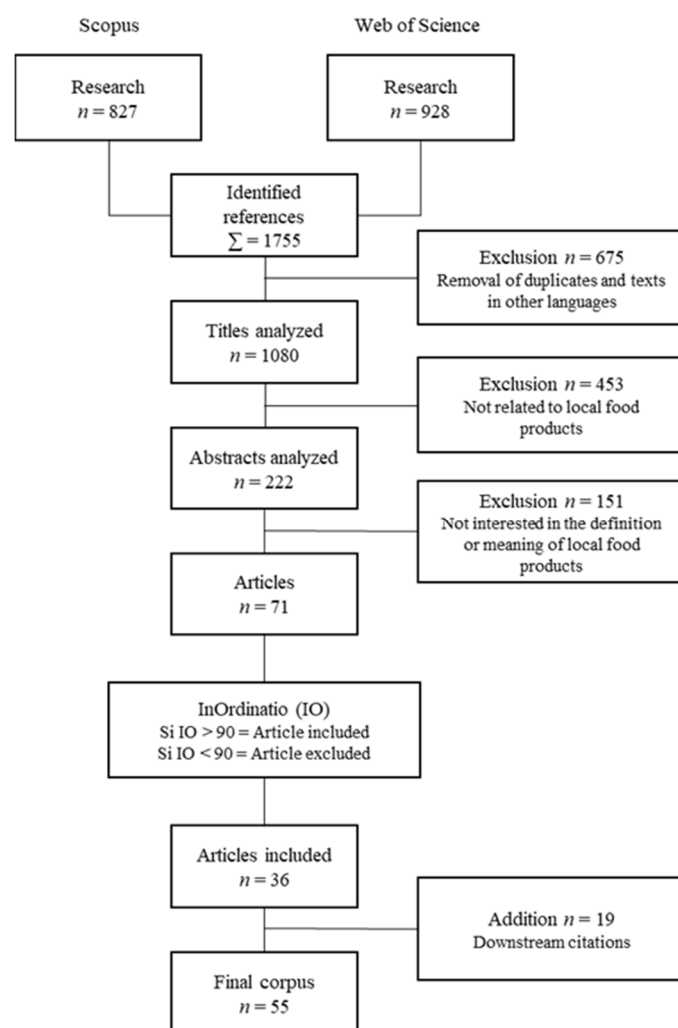 Scopus
Web of Science
Research
n = 827
Research
n = 928
Identified
references
∑ = 1755
Exclusion n = 675
Removal of duplicates and texts
in other languages
Titles analyzed
n = 1080
Exclusion n = 453
Not related to local food
products
Abstracts analyzed
n = 222
Exclusion n = 151
Not interested in the definition
or meaning of local food
products
Articles
n = 71
InOrdinatio (IO)
Si IO > 90 = Article included
Si IO < 90 = Article excluded
Articles included
n = 36
Addition n = 19
Downstream citations
Final corpus
n = 55